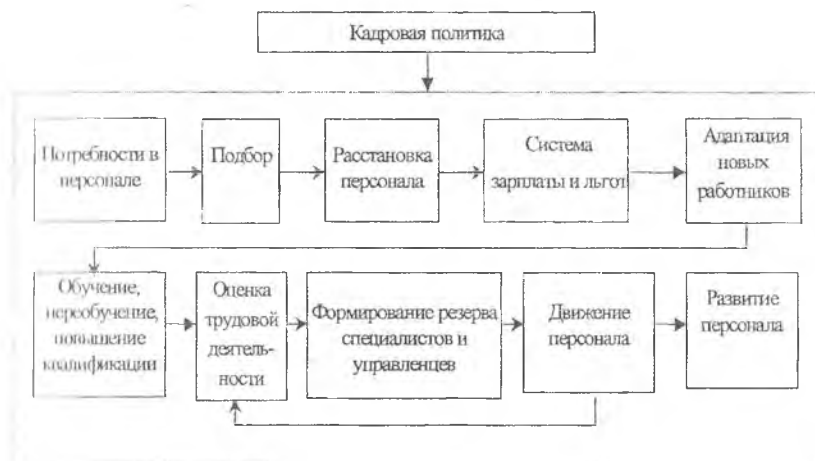 Кадровая политика
Потребности в
персонале
Подбор
Расстановка
персонала
Система
зарплаты и льгот
Адаптация
новых
работников
Обучение,
переобучение,
повышение
квалификации
Оценка
трудовой
деятель-
ности
Формирование резерва
специалистов и
управленцев
Движение
персонала
Развитие
персонала